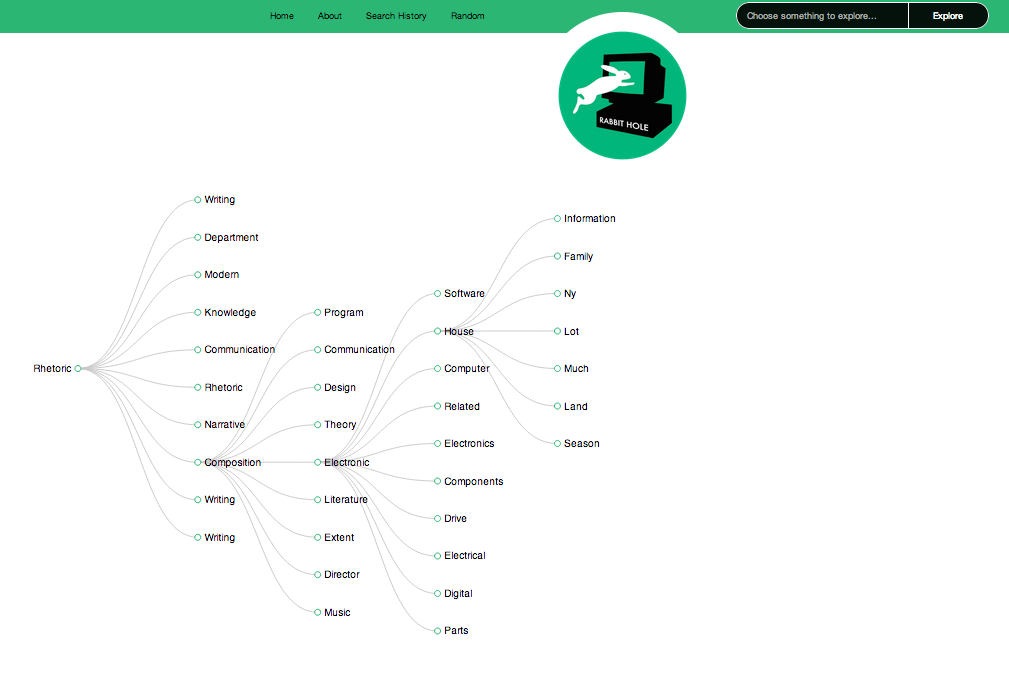 Home About Search History Random
Choose something to explore... Explore
RABBIT HOLE
Rhetoric
Writing
Department
Modern
Knowledge
Communication
Rhetoric
Narrative
Composition
Writing
Writing
Program
Communication
Design
Theory
Electronic
Literature
Extent
Director
Music
Software
House
Computer
Related
Electronics
Components
Drive
Electrical
Digital
Parts
Information
Family
Ny
Lot
Much
Land
Season